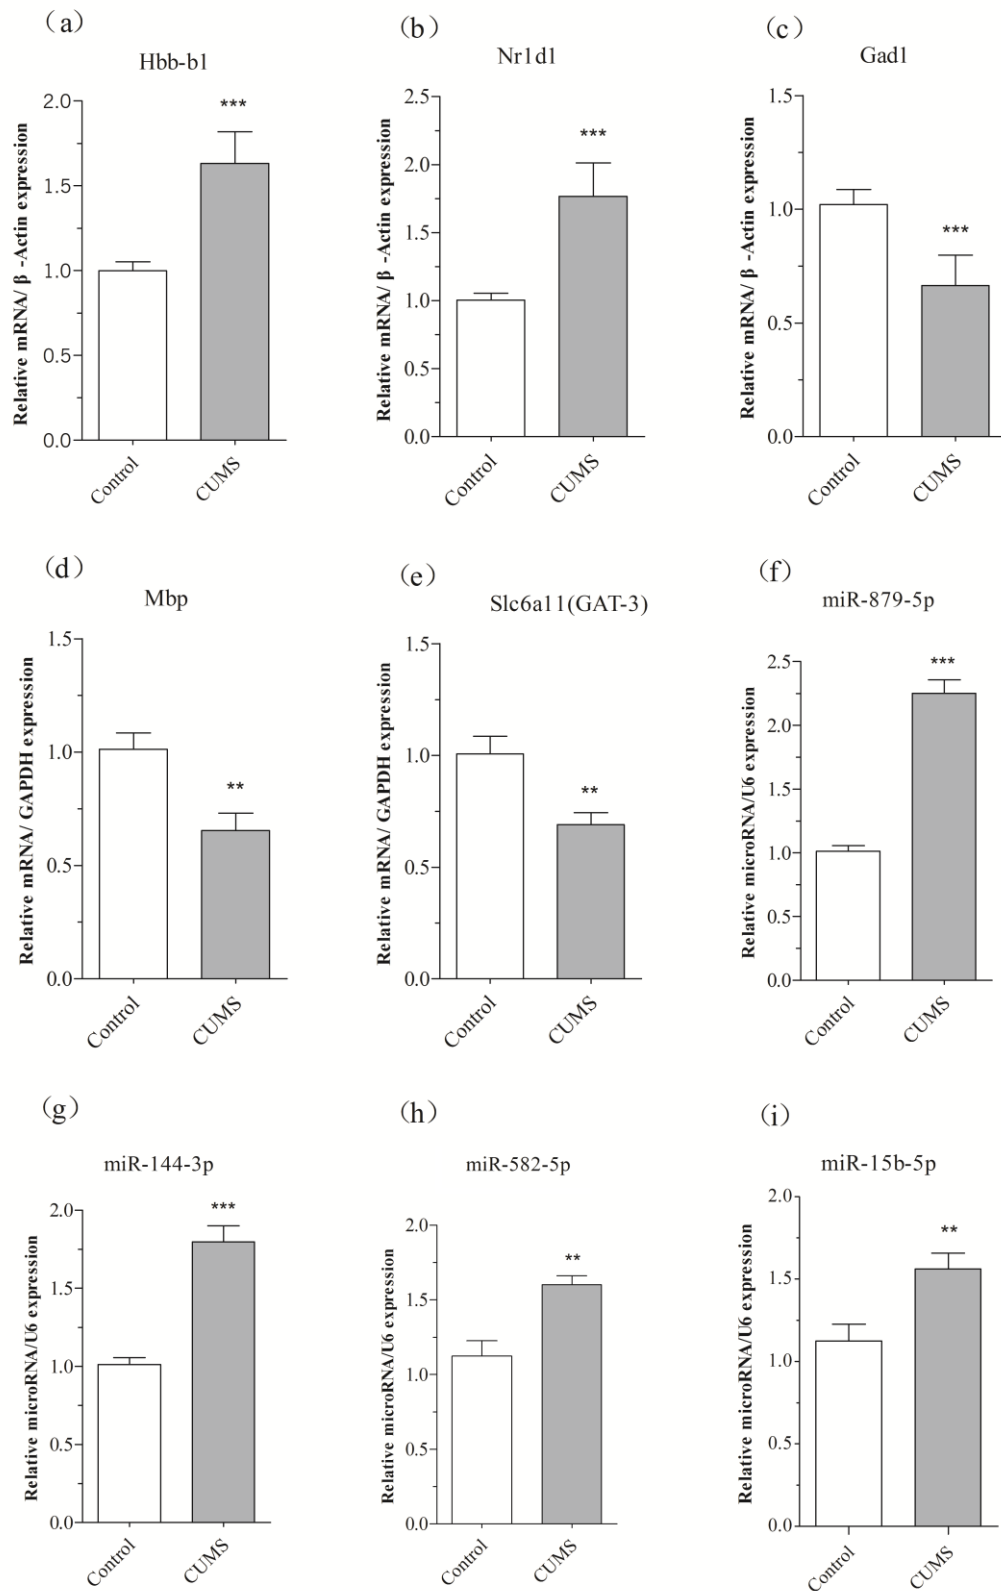 (a)
Hbb-b1
Relative mRNA/ β -Actin expression
2.0
1.5
1.0
0.5
0.0
***
Control
CUMS
(b)
Nr1d1
Relative mRNA/ β -Actin expression
2.5
2.0
1.5
1.0
0.5
0.0
***
Control
CUMS
(c)
Gad1
Relative mRNA/ β -Actin expression
1.5
1.0
0.5
0.0
***
Control
CUMS
(d)
Mbp
Relative mRNA/ GAPDH expression
1.5
1.0
0.5
0.0
**
Control
CUMS
(e)
Slc6a11(GAT-3)
Relative mRNA/ GAPDH expression
1.5
1.0
0.5
0.0
**
Control
CUMS
(f)
miR-879-5p
Relative microRNA/U6 expression
2.5
2.0
1.5
1.0
0.5
0.0
***
Control
CUMS
(g)
miR-144-3p
Relative microRNA/U6 expression
2.0
1.5
1.0
0.5
0.0
***
Control
CUMS
(h)
miR-582-5p
Relative microRNA/U6 expression
2.0
1.5
1.0
0.5
0.0
**
Control
CUMS
(i)
miR-15b-5p
Relative microRNA/U6 expression
2.0
1.5
1.0
0.5
0.0
**
Control
CUMS